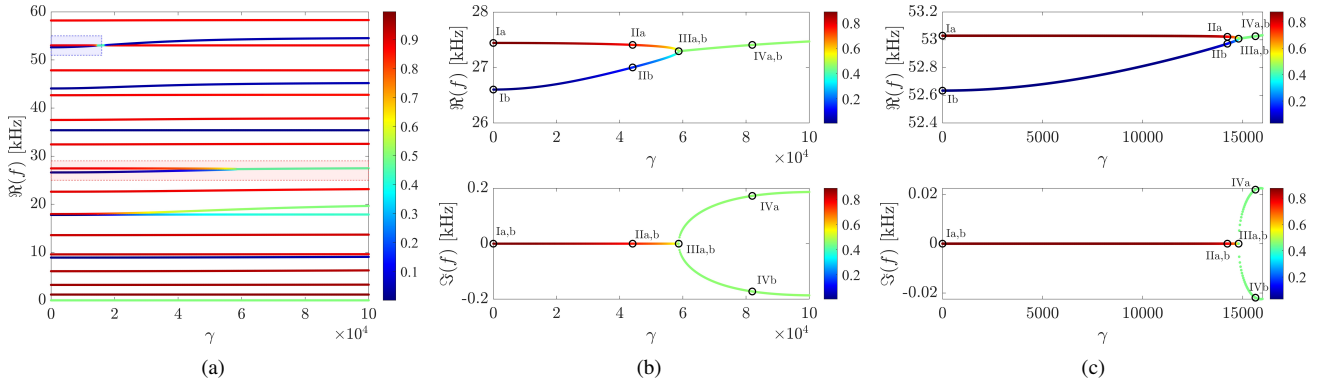 60
50
40
30
20
10
0
ℜ(f) [kHz]
0
2
4
6
8
10
×10⁴
γ
0.9
0.8
0.7
0.6
0.5
0.4
0.3
0.2
0.1
(a)
28
27
26
ℜ(f) [kHz]
Ia
Ib
IIa
IIb
IIIa,b
IVa,b
0
2
4
6
8
10
×10⁴
γ
0.8
0.6
0.4
0.2
0.2
0
-0.2
ℑ(f) [kHz]
Ia,b
IIa
IIIa,b
IVa
IVb
0
2
4
6
8
10
×10⁴
γ
0.8
0.6
0.4
0.2
(b)
53.2
53
52.8
52.6
52.4
ℜ(f) [kHz]
Ia
Ib
IIa
IIb
IVa,b
IIIa,b
0
5000
10000
15000
γ
0.8
0.6
0.4
0.2
0.02
0
-0.02
ℑ(f) [kHz]
Ia,b
IVa
IIIa,b
IIa,b
IVb
0
5000
10000
15000
γ
0.8
0.6
0.4
0.2
(c)